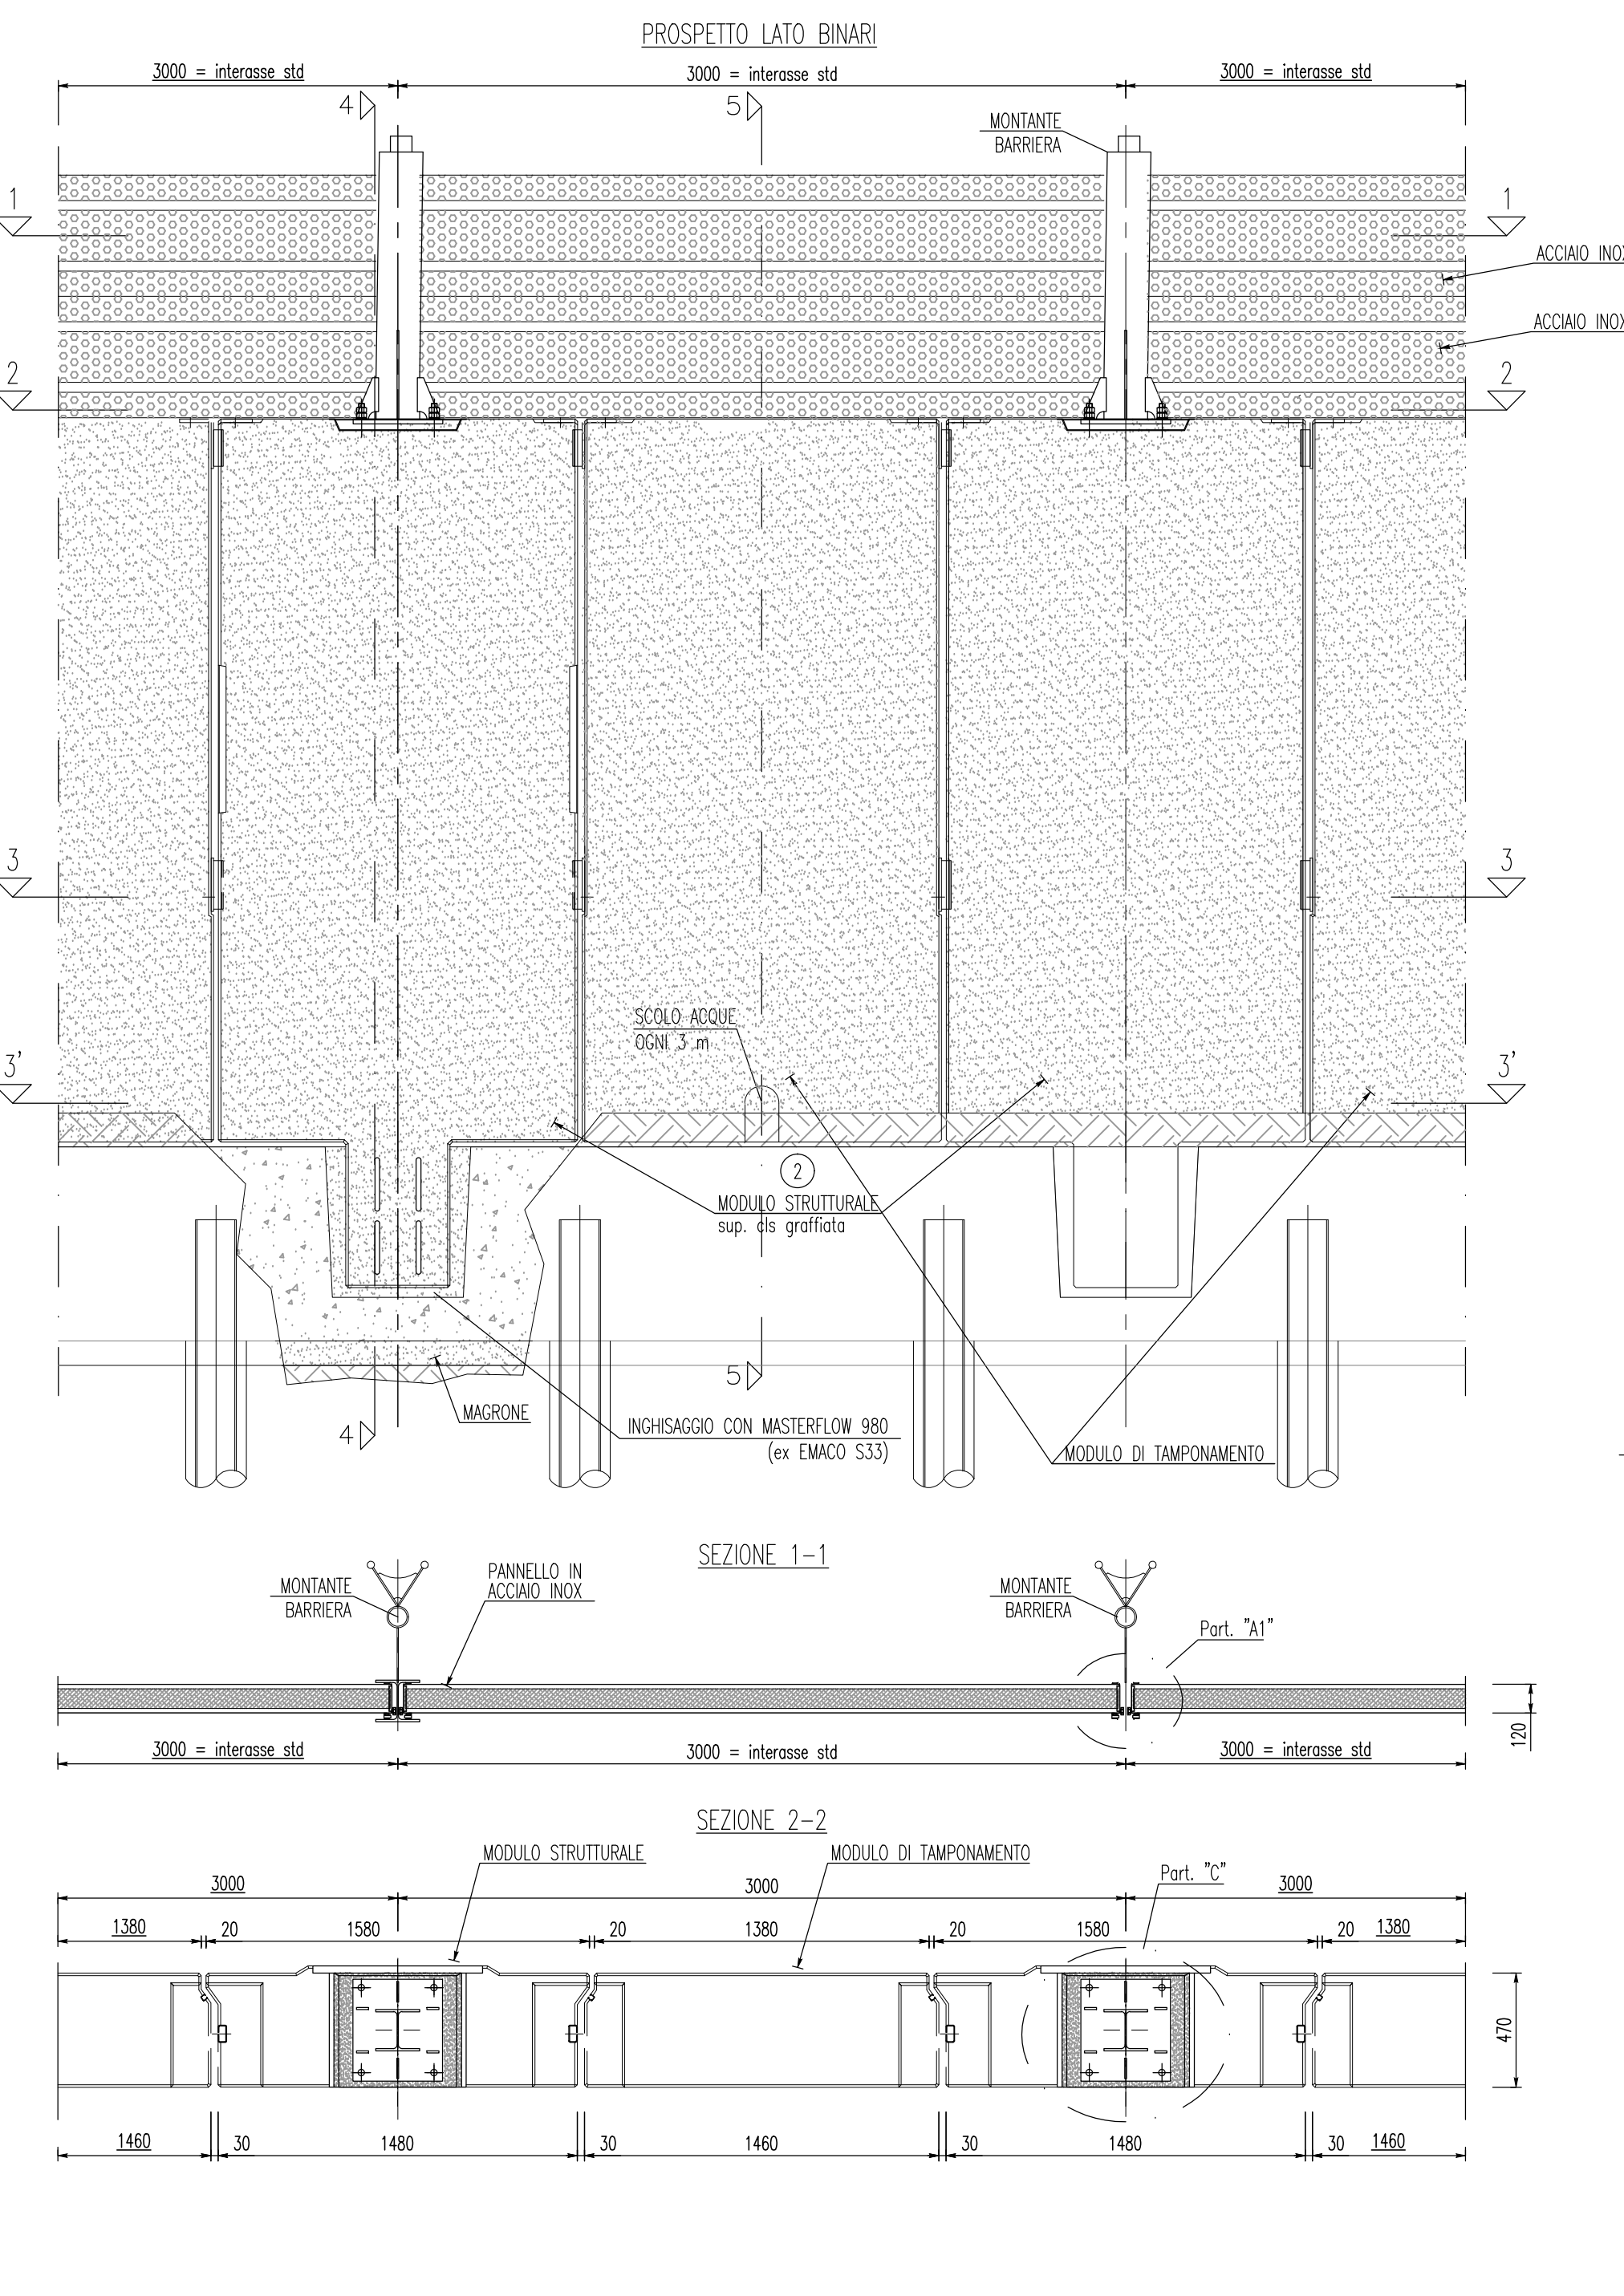 PROSPETTO LATO BINARI
3000 = interasse std
3000 = interasse std
3000 = interasse std
4
5
MONTANTE
BARRIERA
1
1
ACCIAIO INOX
ACCIAIO INOX
2
2
3
3
SCOLO ACQUE
OGNI 3 m
3'
3'
2
MODULO STRUTTURALE
sup. cls graffiata
5
MAGRONE
4
INGHISAGGIO CON MASTERFLOW 980
(ex EMACO S33)
MODULO DI TAMPONAMENTO
SEZIONE 1-1
MONTANTE
BARRIERA
PANNELLO IN
ACCIAIO INOX
MONTANTE
BARRIERA
Part. "A1"
120
3000 = interasse std
3000 = interasse std
3000 = interasse std
SEZIONE 2-2
MODULO STRUTTURALE
MODULO DI TAMPONAMENTO
Part. "C"
3000
3000
3000
1380
20
1580
20
1380
20
1580
20
1380
470
1460
30
1480
30
1460
30
1480
30
1460